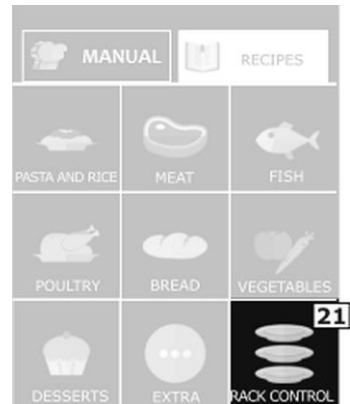 MANUAL RECIPES
PASTA AND RICE MEAT FISH
POULTRY BREAD VEGETABLES
21
DESSERTS EXTRA RACK CONTROL